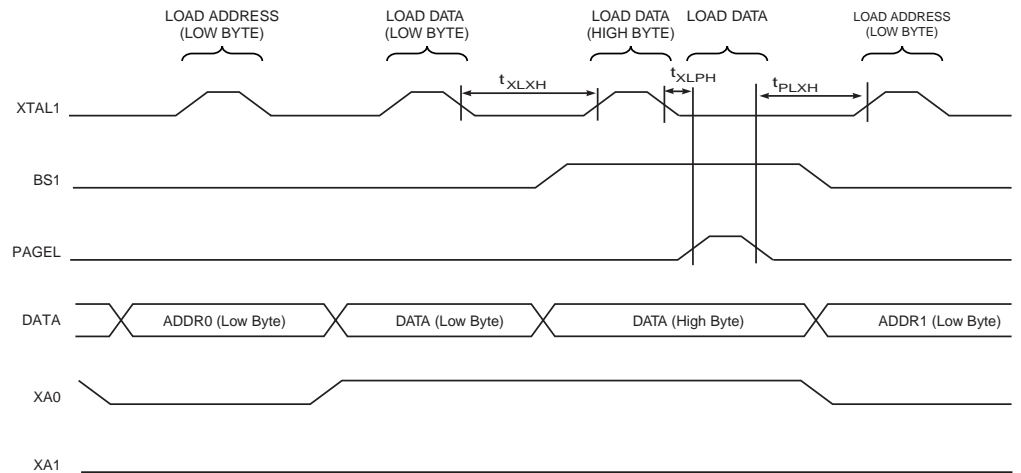 LOAD ADDRESS
(LOW BYTE)
LOAD DATA
(LOW BYTE)
LOAD DATA
(HIGH BYTE)
LOAD DATA
LOAD ADDRESS
(LOW BYTE)
tXLXH
tXLPH
tPLXH
XTAL1
BS1
PAGEL
DATA
ADDR0 (Low Byte)
DATA (Low Byte)
DATA (High Byte)
ADDR1 (Low Byte)
XA0
XA1